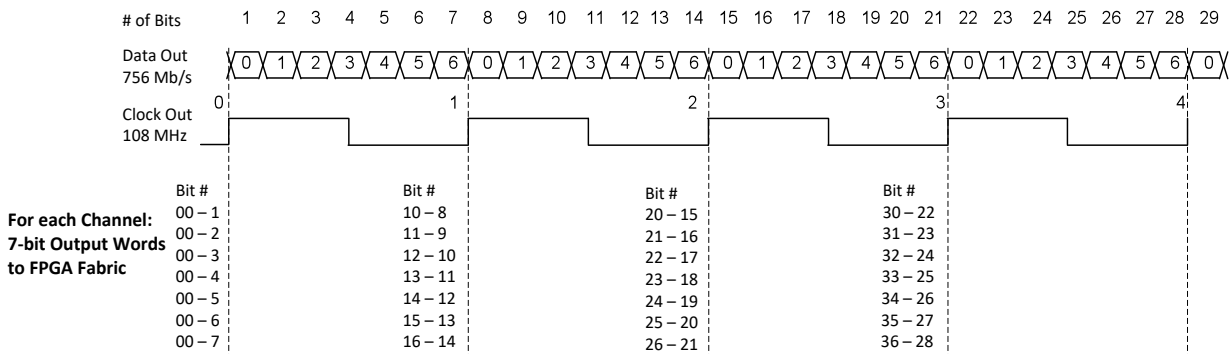 # of Bits 1 2 3 4 5 6 7 8 9 10 11 12 13 14 15 16 17 18 19 20 21 22 23 24 25 26 27 28 29
Data Out
756 Mb/s
0 1 2 3 4 5 6 0 1 2 3 4 5 6 0 1 2 3 4 5 6 0 1 2 3 4 5 6 0
0 1 2 3 4
Clock Out
108 MHz
For each Channel:
7-bit Output Words
to FPGA Fabric
Bit #
00 – 1
00 – 2
00 – 3
00 – 4
00 – 5
00 – 6
00 – 7
Bit #
10 – 8
11 – 9
12 – 10
13 – 11
14 – 12
15 – 13
16 – 14
Bit #
20 – 15
21 – 16
22 – 17
23 – 18
24 – 19
25 – 20
26 – 21
Bit #
30 – 22
31 – 23
32 – 24
33 – 25
34 – 26
35 – 27
36 – 28